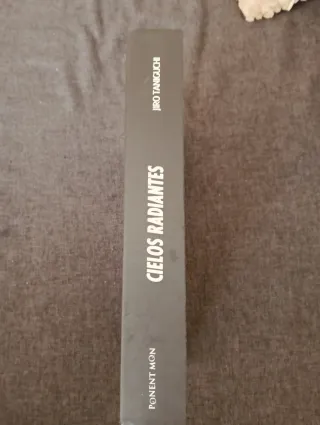 JIRO TANIGUCHI
CIELOS RADIANTES
PONENT MON